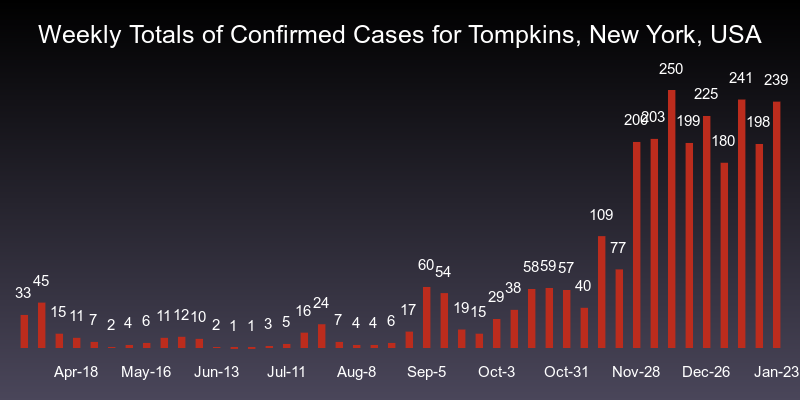 Weekly Totals of Confirmed Cases for Tompkins, New York, USA
33 45 15 11 7 2 4 6 11 12 10 2 1 1 3 5 16 24 7 4 4 6 17 60 54 19 15 29 38 58 59 57 40 109 77 200 203 250 199 225 180 241 198 239
Apr-18 May-16 Jun-13 Jul-11 Aug-8 Sep-5 Oct-3 Oct-31 Nov-28 Dec-26 Jan-23